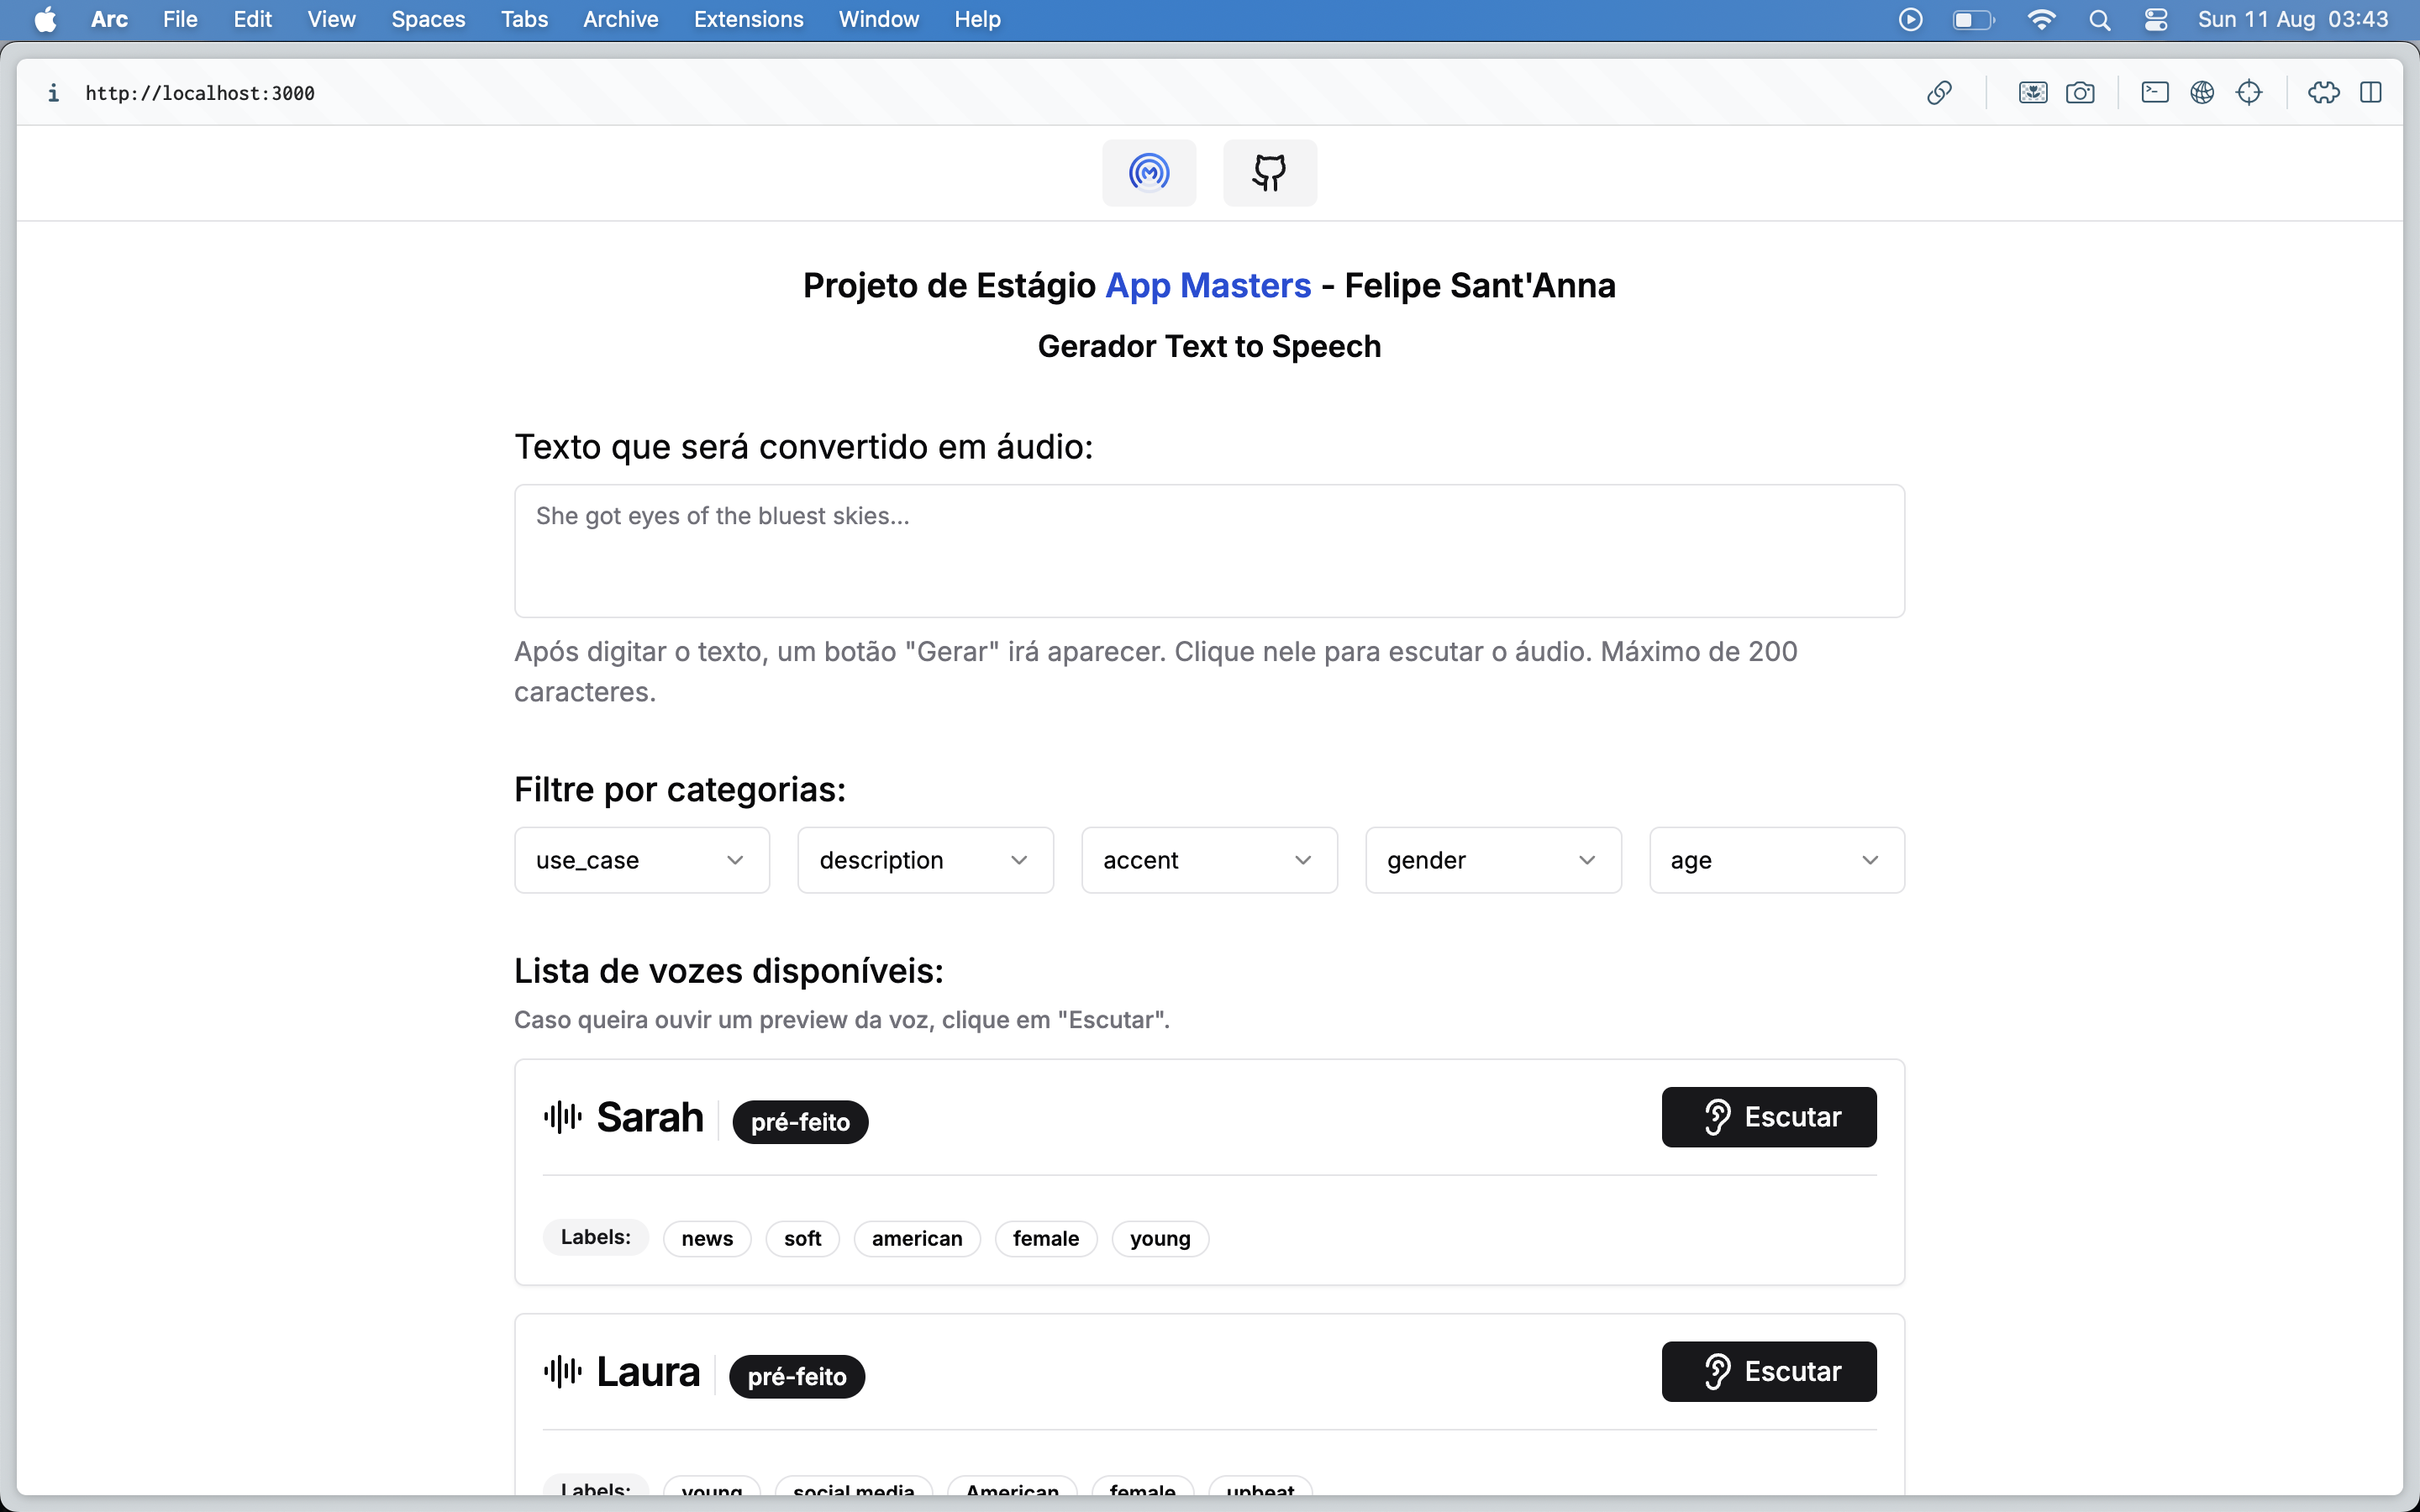 Arc File Edit View Spaces Tabs Archive Extensions Window Help Sun 11 Aug 03:43
http://localhost:3000
Projeto de Estágio App Masters - Felipe Sant'Anna
Gerador Text to Speech
Texto que será convertido em áudio:
She got eyes of the bluest skies...
Após digitar o texto, um botão "Gerar" irá aparecer. Clique nele para escutar o áudio. Máximo de 200
caracteres.
Filtre por categorias:
use_case description accent gender age
Lista de vozes disponíveis:
Caso queira ouvir um preview da voz, clique em "Escutar".
Sarah pré-feito Escutar
Labels: news soft american female young
Laura pré-feito Escutar
Labels: young social media American female upbeat